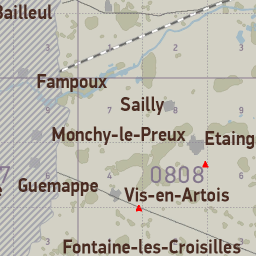 Bailleul
Fampoux
Sailly
Monchy-le-Preux
Etaing
0808
Guemappe
Vis-en-Artois
Fontaine-les-Croisilles